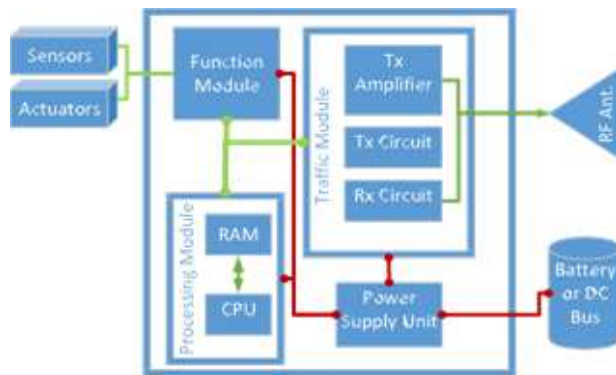 Sensors
Actuators
Function
Module
Tx
Amplifier
Tx Circuit
Rx Circuit
Traffic Module
RF Ant.
Processing Module
RAM
CPU
Power
Supply Unit
Battery
or DC
Bus